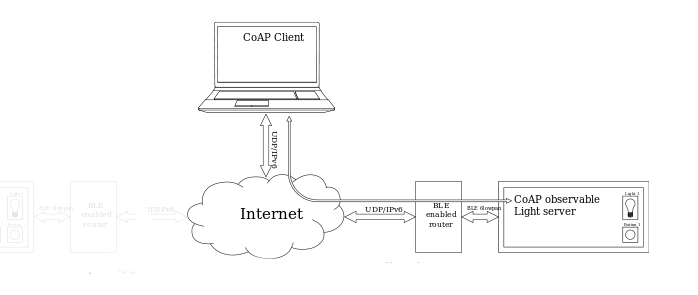 CoAP Client
UDP/IPv6
Internet
UDP/IPv6
BLE
enabled
router
BLE 6lowpan
CoAP observable
Light server
Light 1
Button 1
BLE 6lowpan
BLE
enabled
router
UDP/IPv6